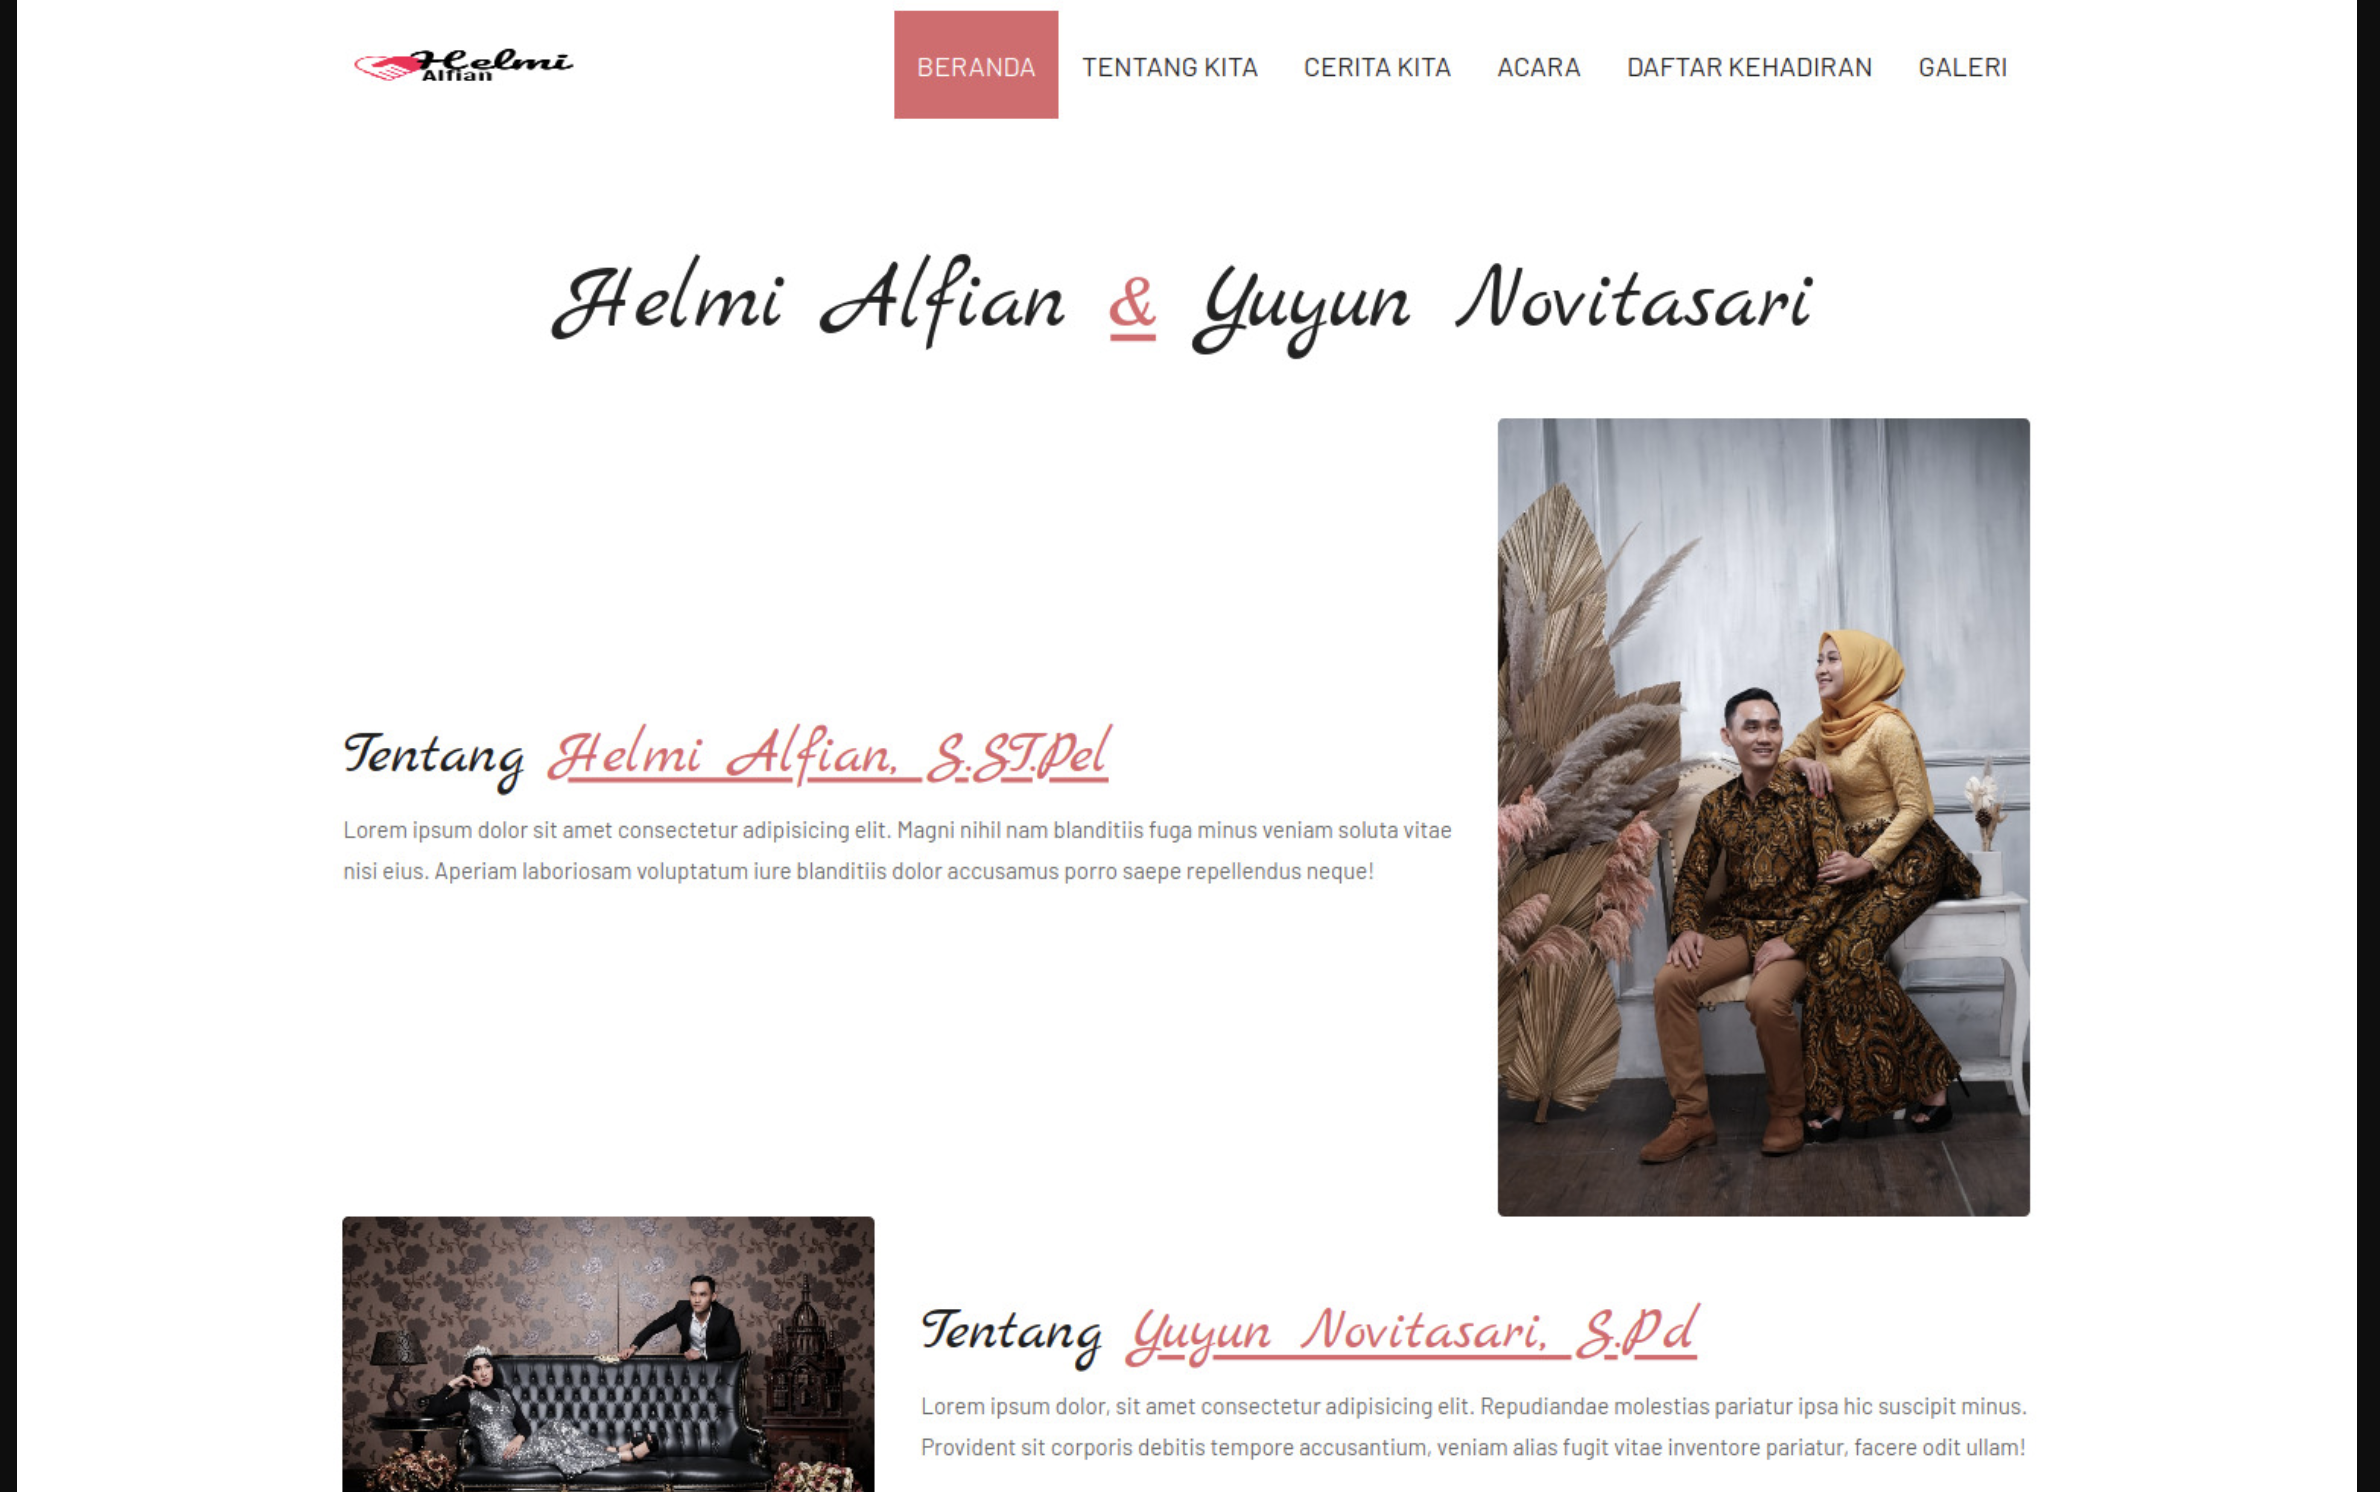 Helmi
Alfian
BERANDA TENTANG KITA CERITA KITA ACARA DAFTAR KEHADIRAN GALERI
Helmi Alfian & Yuyun Novitasari
Tentang Helmi Alfian, S.ST.Pel
Lorem ipsum dolor sit amet consectetur adipisicing elit. Magni nihil nam blanditiis fuga minus veniam soluta vitae
nisi eius. Aperiam laboriosam voluptatum iure blanditiis dolor accusamus porro saepe repellendus neque!
Tentang Yuyun Novitasari, S.Pd
Lorem ipsum dolor, sit amet consectetur adipisicing elit. Repudiandae molestias pariatur ipsa hic suscipit minus.
Provident sit corporis debitis tempore accusantium, veniam alias fugit vitae inventore pariatur, facere odit ullam!